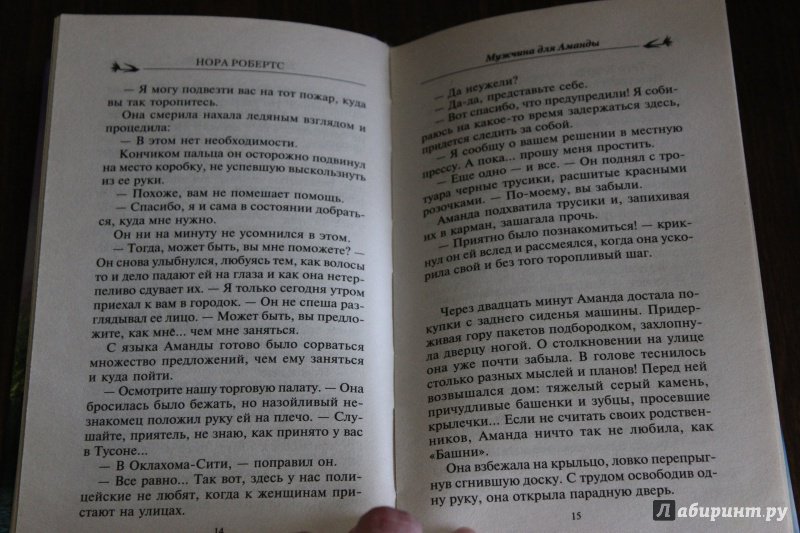 НОРА РОБЕРТС
— Я могу подвезти вас на тот пожар, куда
вы так торопитесь.
Она смерила нахала ледяным взглядом и
процедила:
— В этом нет необходимости.
Кончиком пальца он осторожно подвинул
на место коробку, не успевшую выскользнуть
из ее руки.
— Похоже, вам не помешает помощь.
— Спасибо, я и сама в состоянии добрать-
ся, куда мне нужно.
Он ни на минуту не усомнился в этом.
— Тогда, может быть, вы мне поможете? —
Он снова улыбнулся, любуясь тем, как волосы
то и дело падают ей на глаза и как она нетер-
пеливо сдувает их. — Я только сегодня утром
приехал к вам в городок. — Он не спеша раз-
глядывал ее лицо. — Может быть, вы предло-
жите, как мне... чем мне заняться.
С языка Аманды готово было сорваться
множество предложений, чем ему заняться
и куда пойти.
— Осмотрите нашу торговую палату. — Она
бросилась было бежать, но назойливый не-
знакомец положил руку ей на плечо. — Слу-
шайте, приятель, не знаю, как принято у вас
в Тусоне...
— В Оклахома-Сити, — поправил он.
— Все равно... Так вот, здесь у нас поли-
цейские не любят, когда к женщинам при-
стают на улицах.
14
Мужчина для Аманды
— Да неужели?
— Да-да, представьте себе.
— Вот спасибо, что предупредили! Я соби-
раюсь на какое-то время задержаться здесь,
придется следить за собой.
— Я сообщу о вашем решении в местную
прессу. А пока... прошу меня простить.
— Еще одно — и все. — Он поднял с тро-
туара черные трусики, расшитые красными
розочками. — По-моему, вы забыли.
Аманда подхватила трусики и, запихивая
их в карман, зашагала прочь.
— Приятно было познакомиться! — крик-
нул он ей вслед и рассмеялся, когда она уско-
рила свой и без того торопливый шаг.
Через двадцать минут Аманда достала по-
купки с заднего сиденья машины. Придер-
живая гору пакетов подбородком, захлопну-
ла дверцу ногой. О столкновении на улице
она уже почти забыла. В голове теснилось
столько разных мыслей и планов! Перед ней
возвышался дом: тяжелый серый камень,
причудливые башенки и зубцы, просевшие
крылечки... Если не считать своих родствен-
ников, Аманда ничто так не любила, как
«Башни».
Она взбежала на крыльцо, ловко перепрыг-
нув сгнившую доску. С трудом освободив од-
ну руку, она открыла парадную дверь.
15
Лабиринт.ру